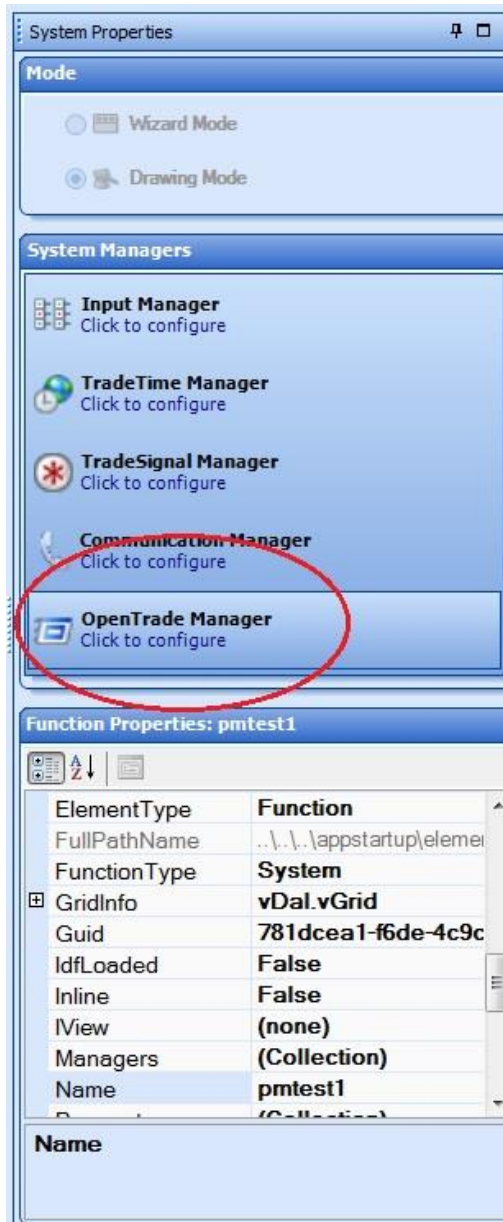 System Properties
Mode
Wizard Mode
Drawing Mode
System Managers
Input Manager
Click to configure
TradeTime Manager
Click to configure
TradeSignal Manager
Click to configure
Communication Manager
Click to configure
OpenTrade Manager
Click to configure
Function Properties: pmtest1
ElementType Function
FullPathName ..\..\..\appstartup\elemer
FunctionType System
GridInfo vDal.vGrid
Guid 781dcea1-f6de-4c9c
IdfLoaded False
Inline False
IView (none)
Managers (Collection)
Name pmtest1
(Collection)
Name